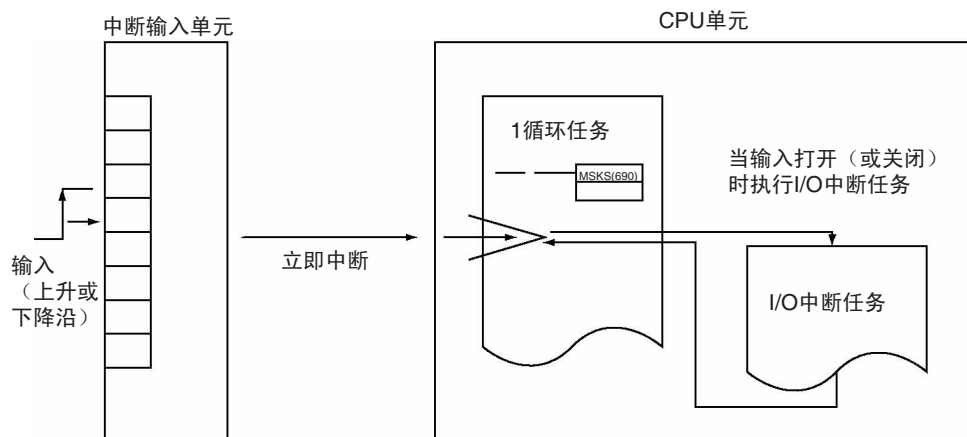 中断输入单元
CPU单元
1循环任务
MSKS(690)
当输入打开（或关闭）
时执行I/O中断任务
立即中断
输入
（上升或
下降沿）
I/O中断任务